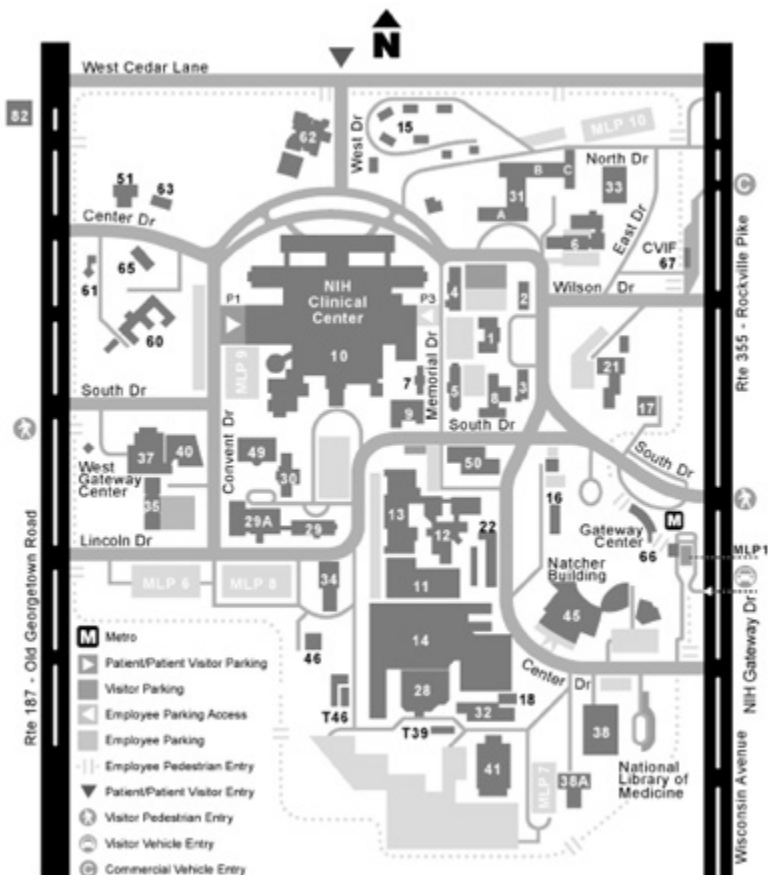 N
West Cedar Lane
82
62
West Dr
15
MLP 10
North Dr
B
C
31
A
33
51
63
Center Dr
East Dr
6
CVIF
67
65
61
60
NIH
Clinical
Center
10
P1
P3
4
2
Wilson Dr
Rte 355 - Rockville Pike
C
1
MLP 9
7
Memorial Dr
9
5
8
3
21
17
South Dr
South Dr
South Dr
37
40
West
Gateway
Center
35
Convent Dr
49
30
29A
29
50
13
12
22
16
M
Gateway
Center
66
MLP1
Lincoln Dr
MLP 6
MLP 8
34
11
Natcher
Building
45
NIH Gateway Dr
Rte 187 - Old Georgetown Road
46
14
28
Center Dr
T46
18
32
T39
38
41
MLP 7
38A
National
Library of
Medicine
Wisconsin Avenue
M Metro
Patient/Patient Visitor Parking
Visitor Parking
Employee Parking Access
Employee Parking
Employee Pedestrian Entry
Patient/Patient Visitor Entry
Visitor Pedestrian Entry
Visitor Vehicle Entry
C Commercial Vehicle Entry